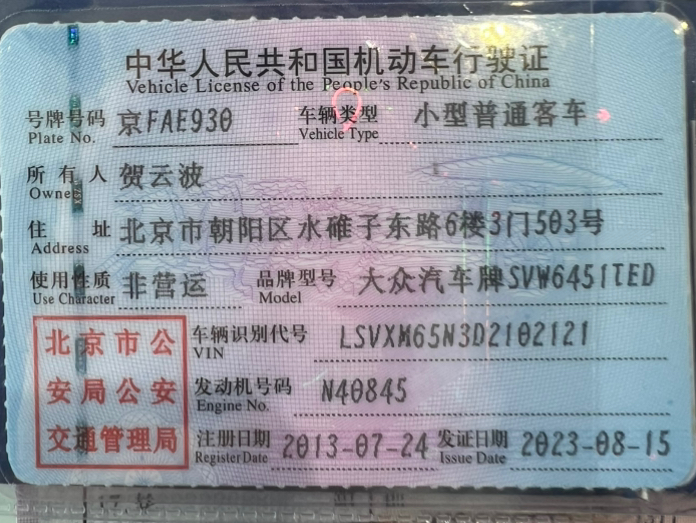 中华人民共和国机动车行驶证
Vehicle License of the People's Republic of China
号牌号码 Plate No. 京FAE930 车辆类型 Vehicle Type 小型普通客车
所有人 Owner 贺云波
住址 Address 北京市朝阳区水碓子东路6楼3门503号
使用性质 Use Character 非营运 品牌型号 Model 大众汽车牌SVW6451TED
北京市公安局公安交通管理局
车辆识别代号 VIN LSVXM65N3D2102121
发动机号码 Engine No. N40845
注册日期 Register Date 2013-07-24 发证日期 Issue Date 2023-08-15